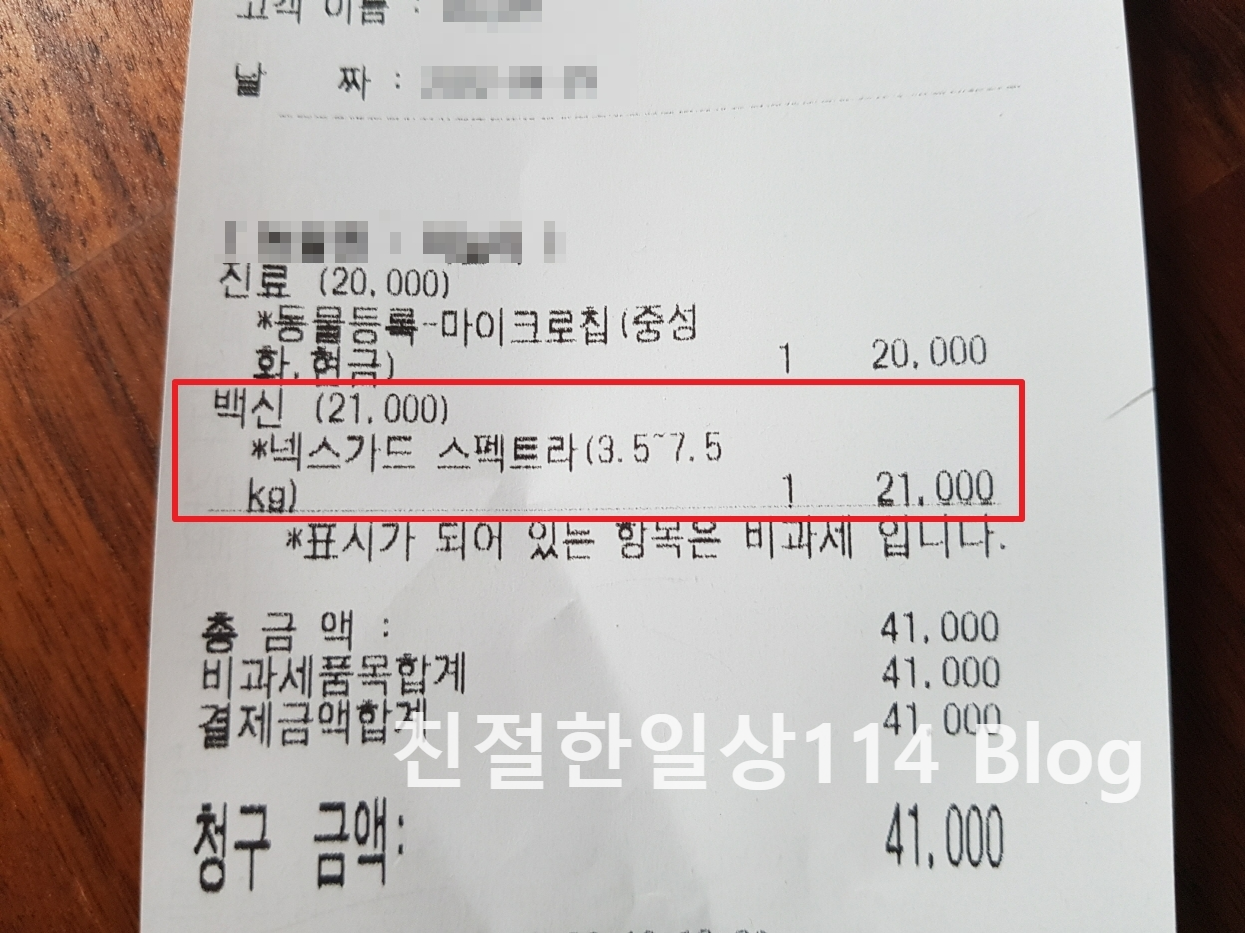 고객 이름 :
날 짜 :
진료 (20,000)
*동물등록-마이크로칩(중성
화,현금) 1 20,000
백신 (21,000)
*넥스가드 스펙트라(3.5~7.5
kg) 1 21,000
*표시가 되어 있는 항목은 비과세 입니다.
총 금 액 : 41,000
비과세품목합계 41,000
결제금액합계 41,000
친절한일상114 Blog
청구 금액: 41,000